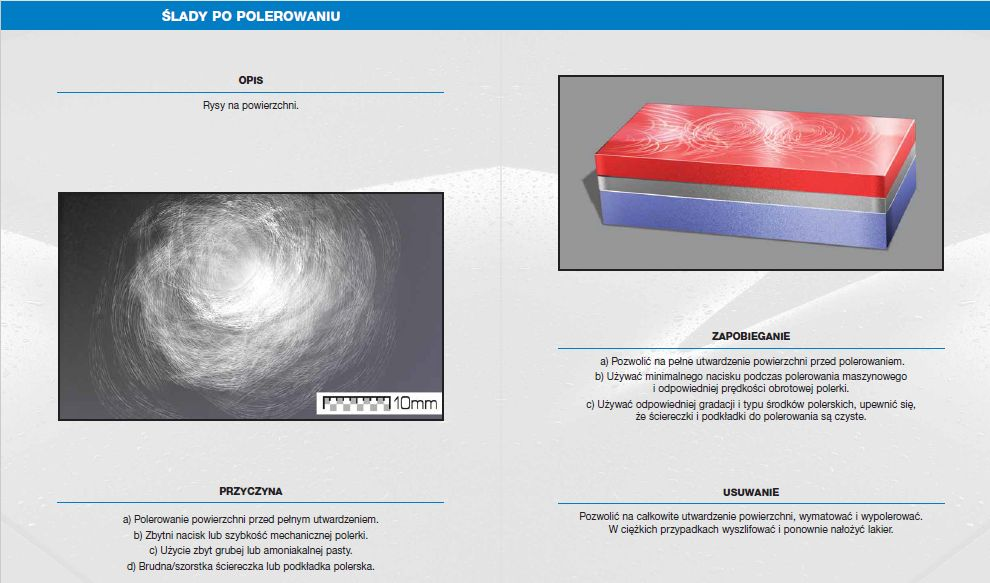 ŚLADY PO POLEROWANIU
OPIS
Rysy na powierzchni.
10mm
PRZYCZYNA
a) Polerowanie powierzchni przed pełnym utwardzeniem.
b) Zbytni nacisk lub szybkość mechanicznej polerki.
c) Użycie zbyt grubej lub amoniakalnej pasty.
d) Brudna/szorstka ściereczka lub podkładka polerska.
ZAPOBIEGANIE
a) Pozwolić na pełne utwardzenie powierzchni przed polerowaniem.
b) Używać minimalnego nacisku podczas polerowania maszynowego
i odpowiedniej prędkości obrotowej polerki.
c) Używać odpowiedniej gradacji i typu środków polerskich, upewnić się,
że ściereczki i podkładki do polerowania są czyste.
USUWANIE
Pozwolić na całkowite utwardzenie powierzchni, wymatować i wypolerować.
W ciężkich przypadkach wyszlifować i ponownie nałożyć lakier.